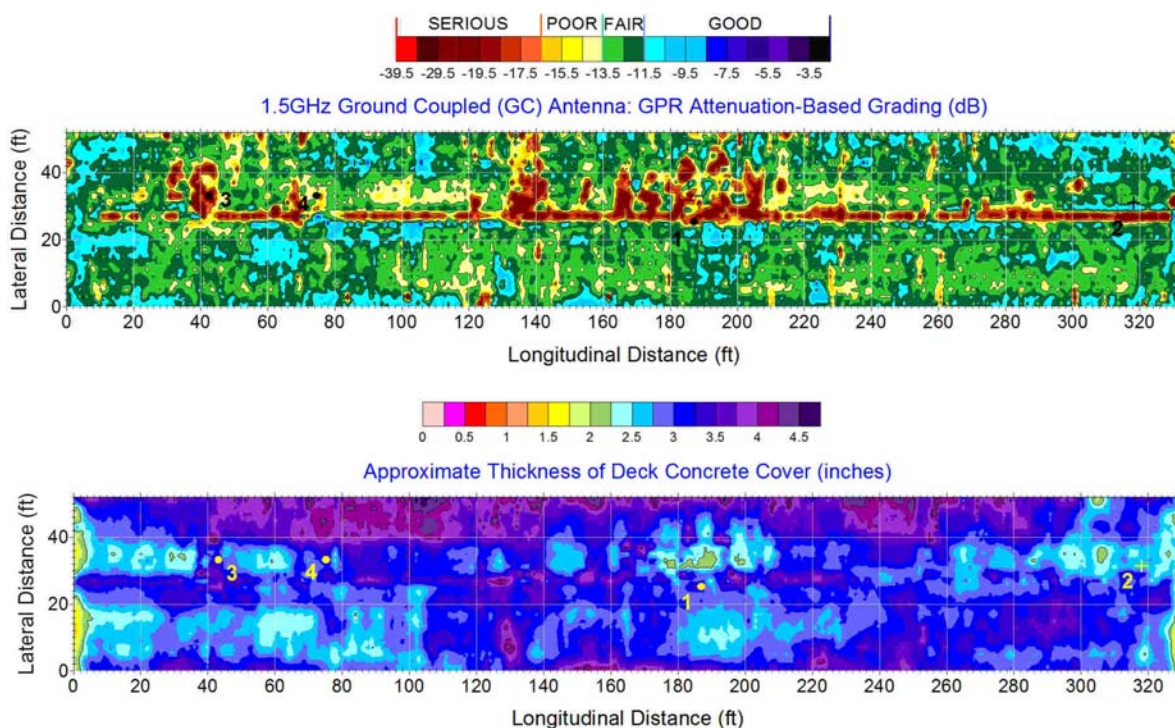 SERIOUS POOR FAIR GOOD
-39.5 -29.5 -19.5 -17.5 -15.5 -13.5 -11.5 -9.5 -7.5 -5.5 -3.5
1.5GHz Ground Coupled (GC) Antenna: GPR Attenuation-Based Grading (dB)
Lateral Distance (ft)
40
20
0
3
4
1
2
0 20 40 60 80 100 120 140 160 180 200 220 240 260 280 300 320
Longitudinal Distance (ft)
0 0.5 1 1.5 2 2.5 3 3.5 4 4.5
Approximate Thickness of Deck Concrete Cover (inches)
Lateral Distance (ft)
40
20
0
3
4
1
2
0 20 40 60 80 100 120 140 160 180 200 220 240 260 280 300 320
Longitudinal Distance (ft)